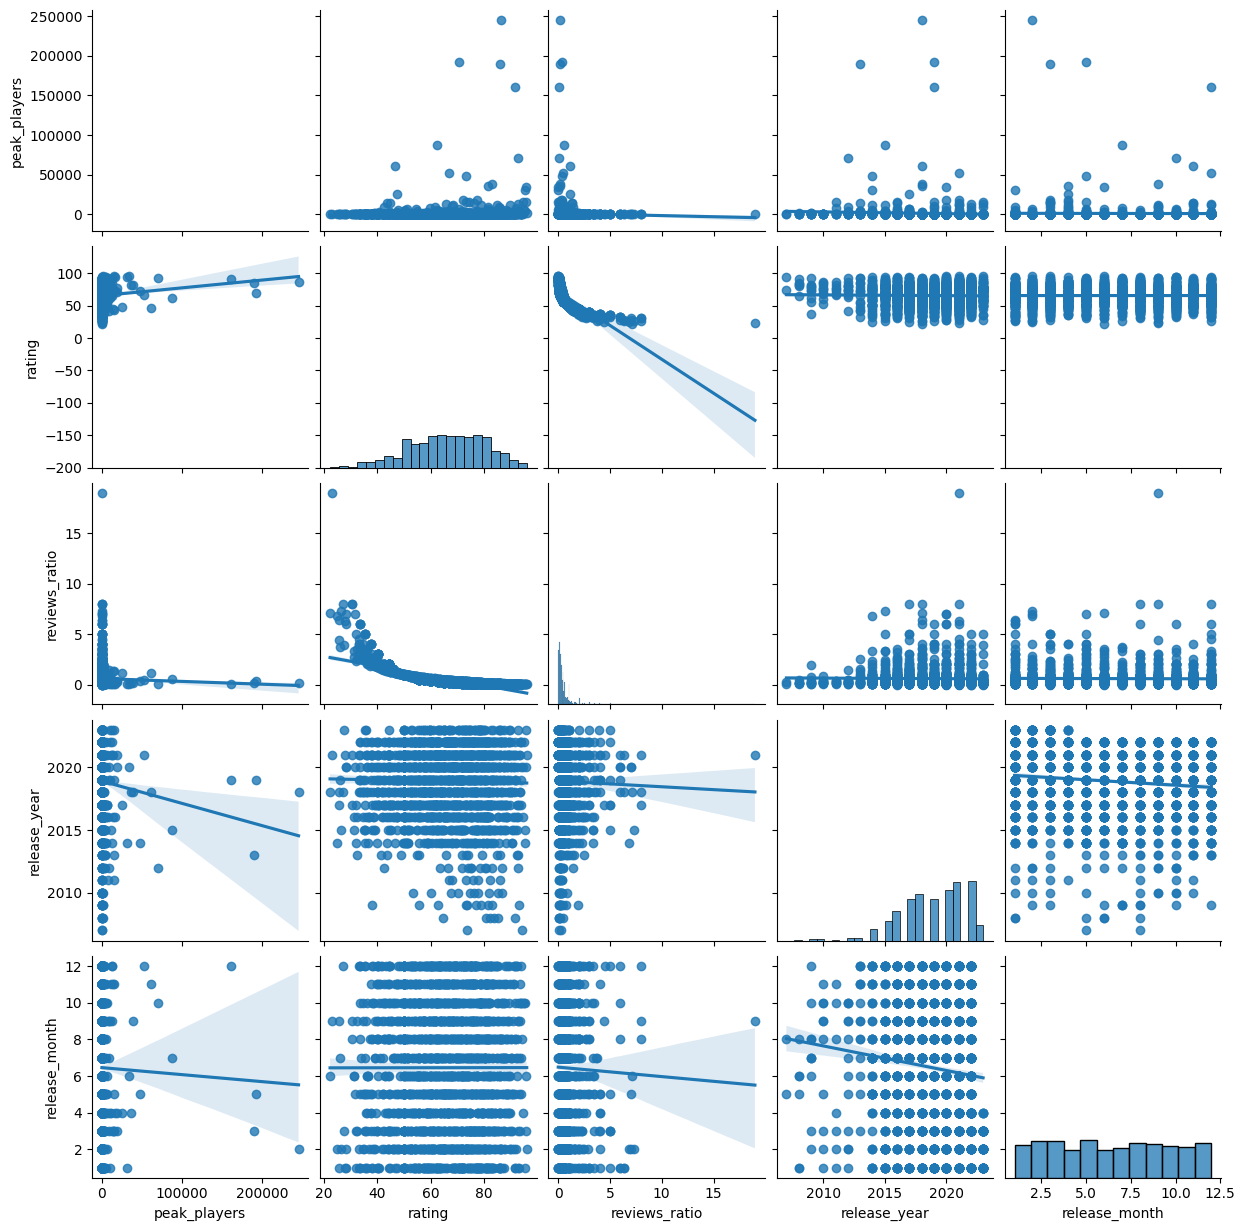 250000
200000
150000
100000
50000
0
peak_players
100
50
0
−50
−100
−150
−200
rating
15
10
5
0
reviews_ratio
2020
2015
2010
release_year
12
10
8
6
4
2
release_month
0 100000 200000
20 40 60 80
0 5 10 15
2010 2015 2020
2.5 5.0 7.5 10.0 12.5
peak_players rating reviews_ratio release_year release_month